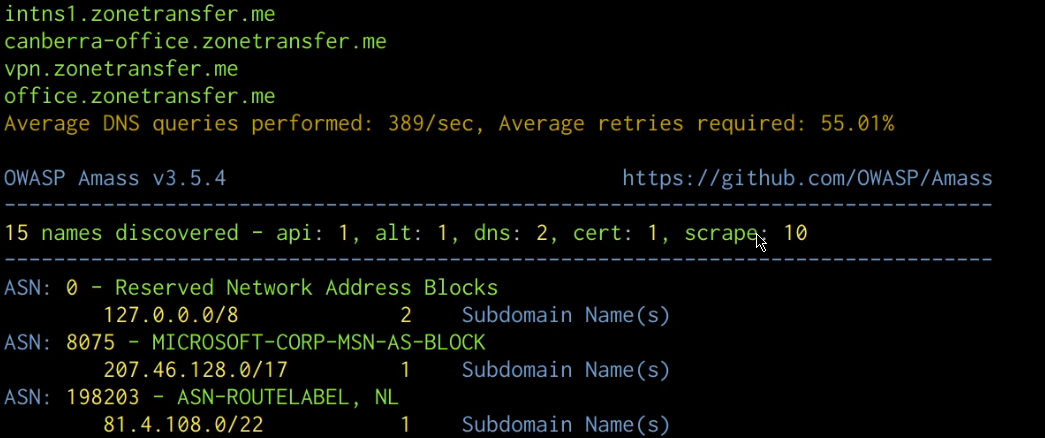 intns1.zonetransfer.me
canberra-office.zonetransfer.me
vpn.zonetransfer.me
office.zonetransfer.me
Average DNS queries performed: 389/sec, Average retries required: 55.01%
OWASP Amass v3.5.4 https://github.com/OWASP/Amass
--------------------------------------------------------------------------------
15 names discovered - api: 1, alt: 1, dns: 2, cert: 1, scrape: 10
--------------------------------------------------------------------------------
ASN: 0 - Reserved Network Address Blocks
127.0.0.0/8 2 Subdomain Name(s)
ASN: 8075 - MICROSOFT-CORP-MSN-AS-BLOCK
207.46.128.0/17 1 Subdomain Name(s)
ASN: 198203 - ASN-ROUTELABEL, NL
81.4.108.0/22 1 Subdomain Name(s)